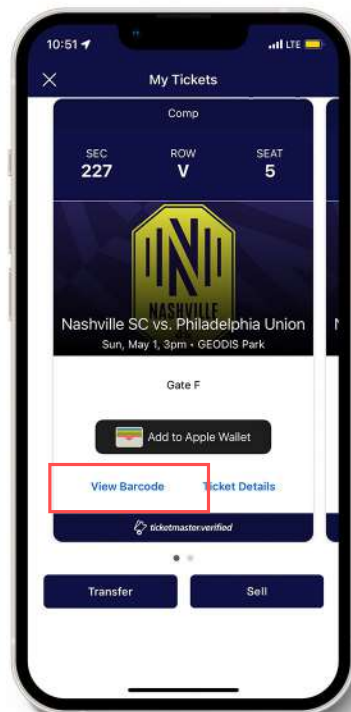 10:51
LTE
My Tickets
Comp
SEC ROW SEAT
227 V 5
N
NASHVILLE
Nashville SC vs. Philadelphia Union
N
Sun, May 1, 3pm • GEODIS Park
Gate F
Add to Apple Wallet
View Barcode Ticket Details
ticketmaster.verified
Transfer Sell